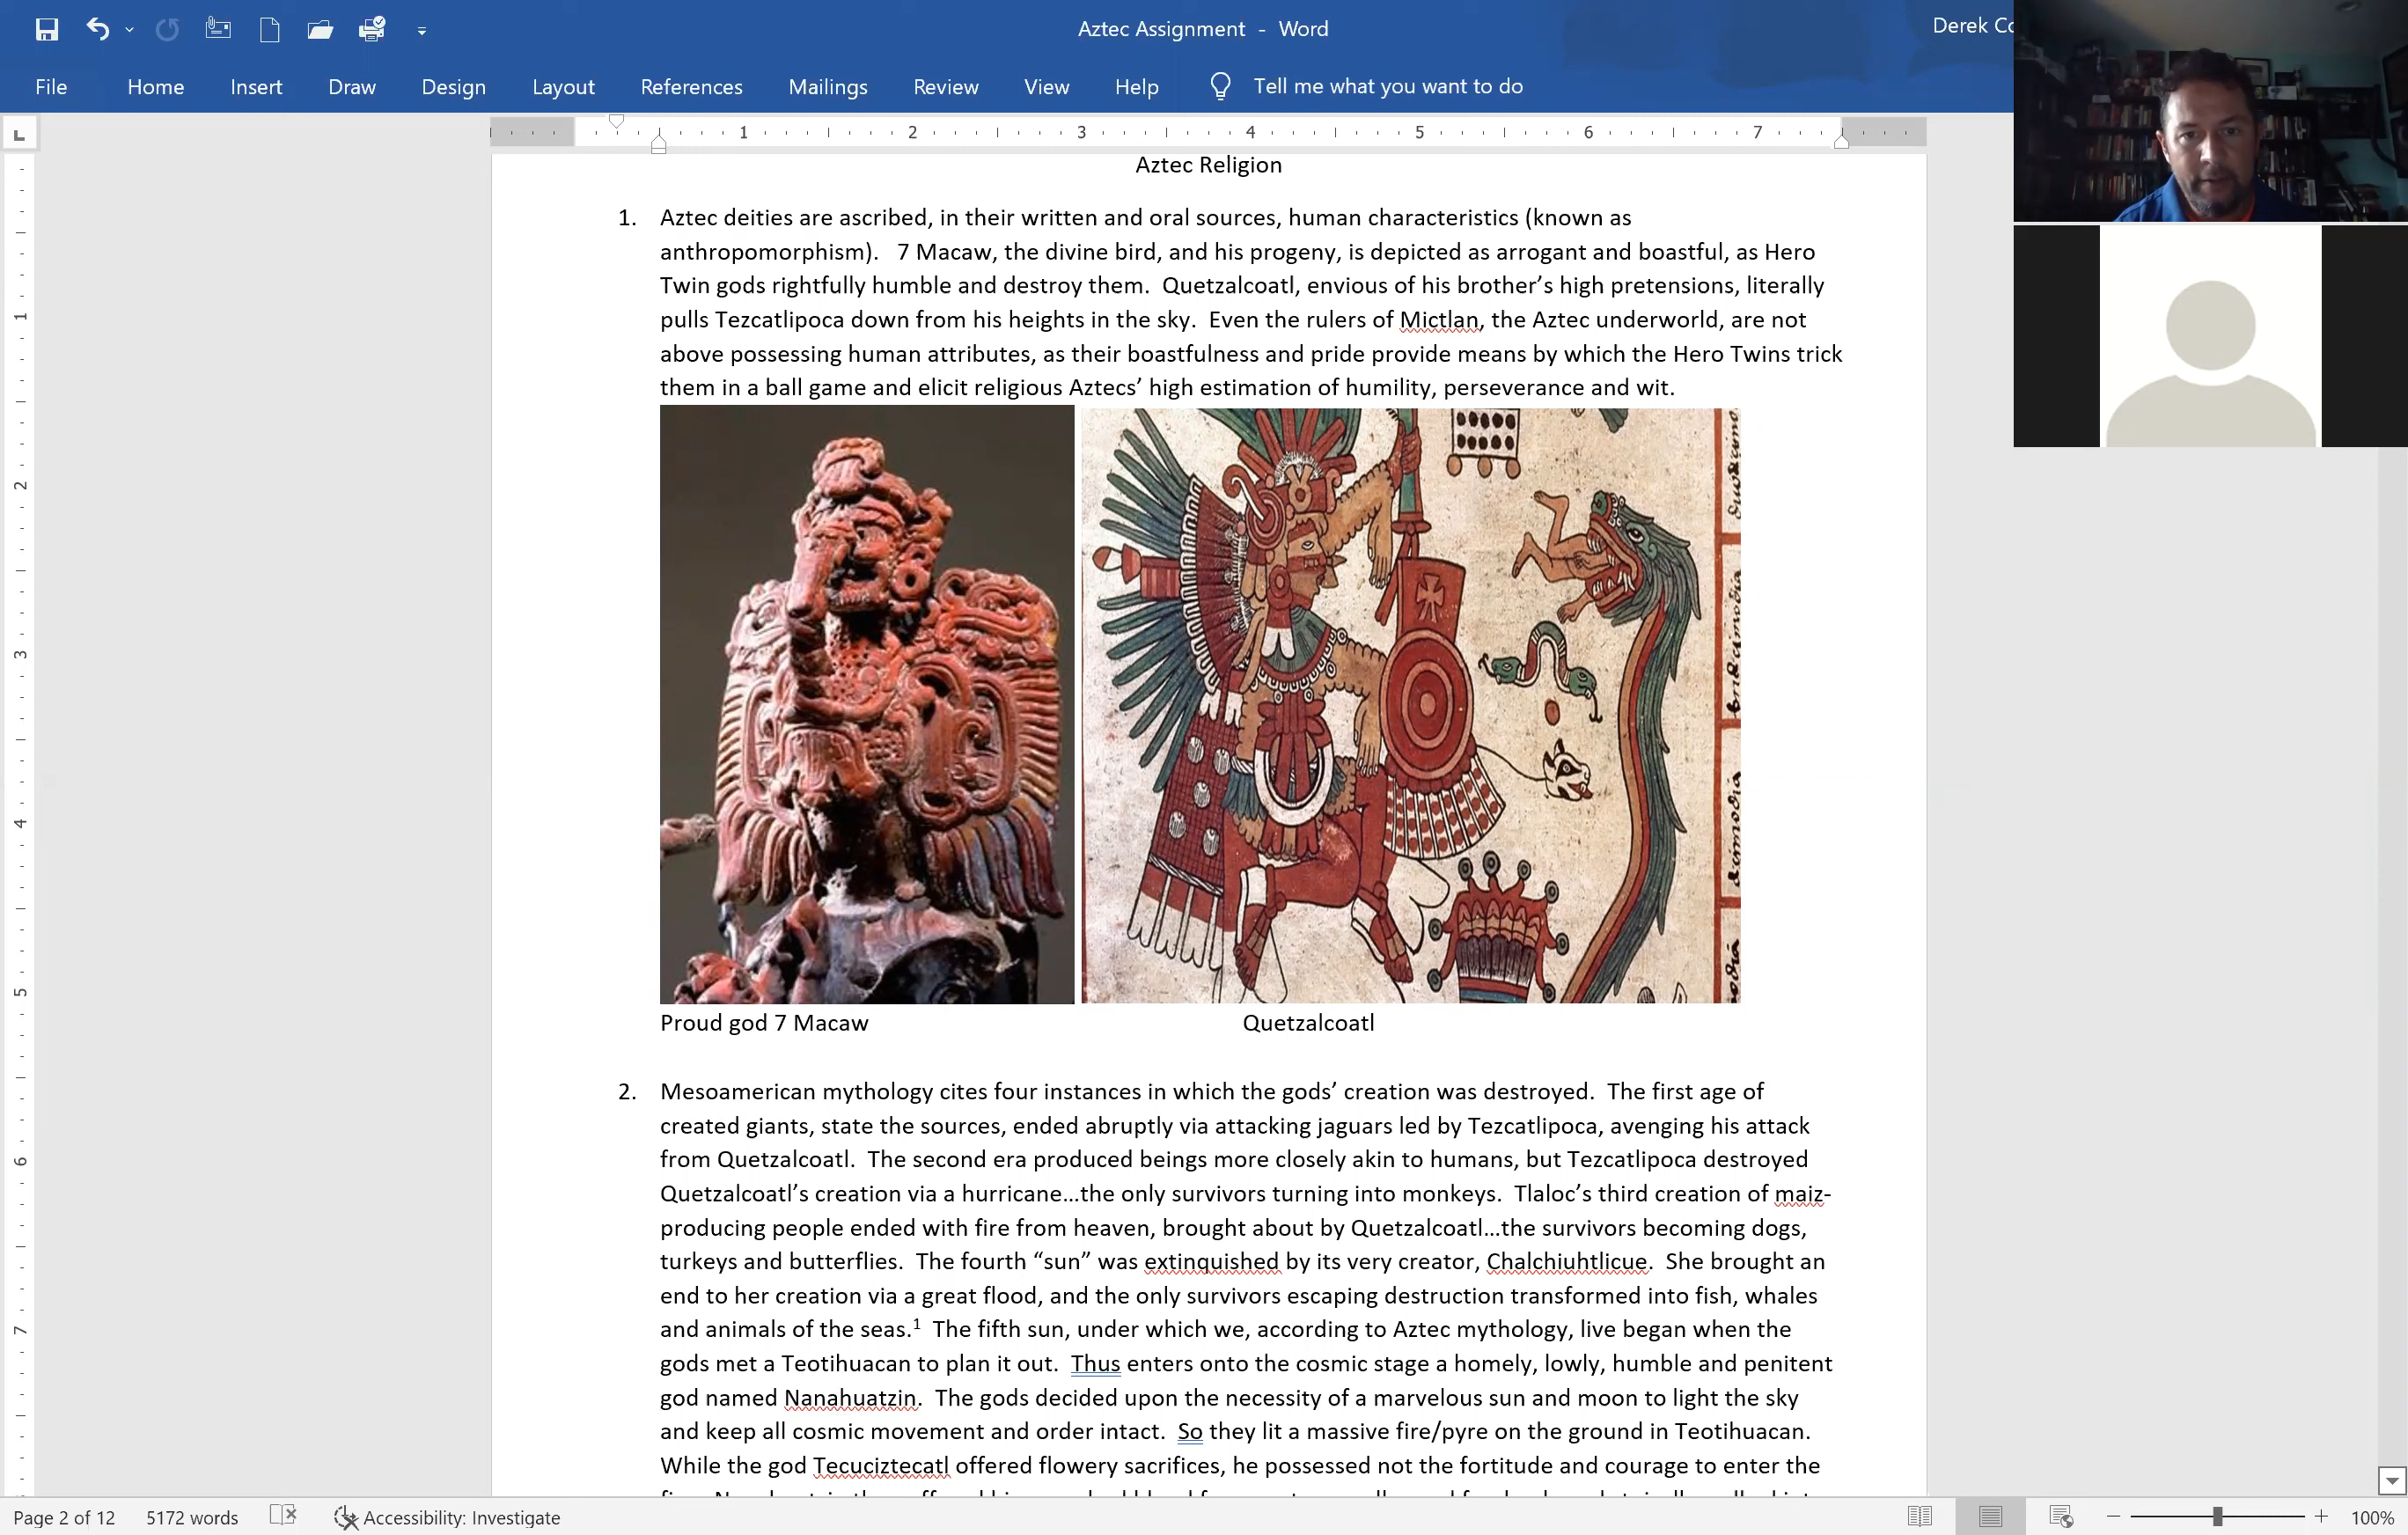 Aztec Assignment - Word
Derek Co
File Home Insert Draw Design Layout References Mailings Review View Help Tell me what you want to do
1 2 3 4 5 6 7
Aztec Religion
1. Aztec deities are ascribed, in their written and oral sources, human characteristics (known as
anthropomorphism). 7 Macaw, the divine bird, and his progeny, is depicted as arrogant and boastful, as Hero
Twin gods rightfully humble and destroy them. Quetzalcoatl, envious of his brother’s high pretensions, literally
pulls Tezcatlipoca down from his heights in the sky. Even the rulers of Mictlan, the Aztec underworld, are not
above possessing human attributes, as their boastfulness and pride provide means by which the Hero Twins trick
them in a ball game and elicit religious Aztecs’ high estimation of humility, perseverance and wit.
Proud god 7 Macaw Quetzalcoatl
2. Mesoamerican mythology cites four instances in which the gods’ creation was destroyed. The first age of
created giants, state the sources, ended abruptly via attacking jaguars led by Tezcatlipoca, avenging his attack
from Quetzalcoatl. The second era produced beings more closely akin to humans, but Tezcatlipoca destroyed
Quetzalcoatl’s creation via a hurricane…the only survivors turning into monkeys. Tlaloc’s third creation of maiz-
producing people ended with fire from heaven, brought about by Quetzalcoatl…the survivors becoming dogs,
turkeys and butterflies. The fourth “sun” was extinquished by its very creator, Chalchiuhtlicue. She brought an
end to her creation via a great flood, and the only survivors escaping destruction transformed into fish, whales
and animals of the seas.¹ The fifth sun, under which we, according to Aztec mythology, live began when the
gods met a Teotihuacan to plan it out. Thus enters onto the cosmic stage a homely, lowly, humble and penitent
god named Nanahuatzin. The gods decided upon the necessity of a marvelous sun and moon to light the sky
and keep all cosmic movement and order intact. So they lit a massive fire/pyre on the ground in Teotihuacan.
While the god Tecuciztecatl offered flowery sacrifices, he possessed not the fortitude and courage to enter the
1
2
3
4
5
6
7
Page 2 of 12 5172 words Accessibility: Investigate 100%